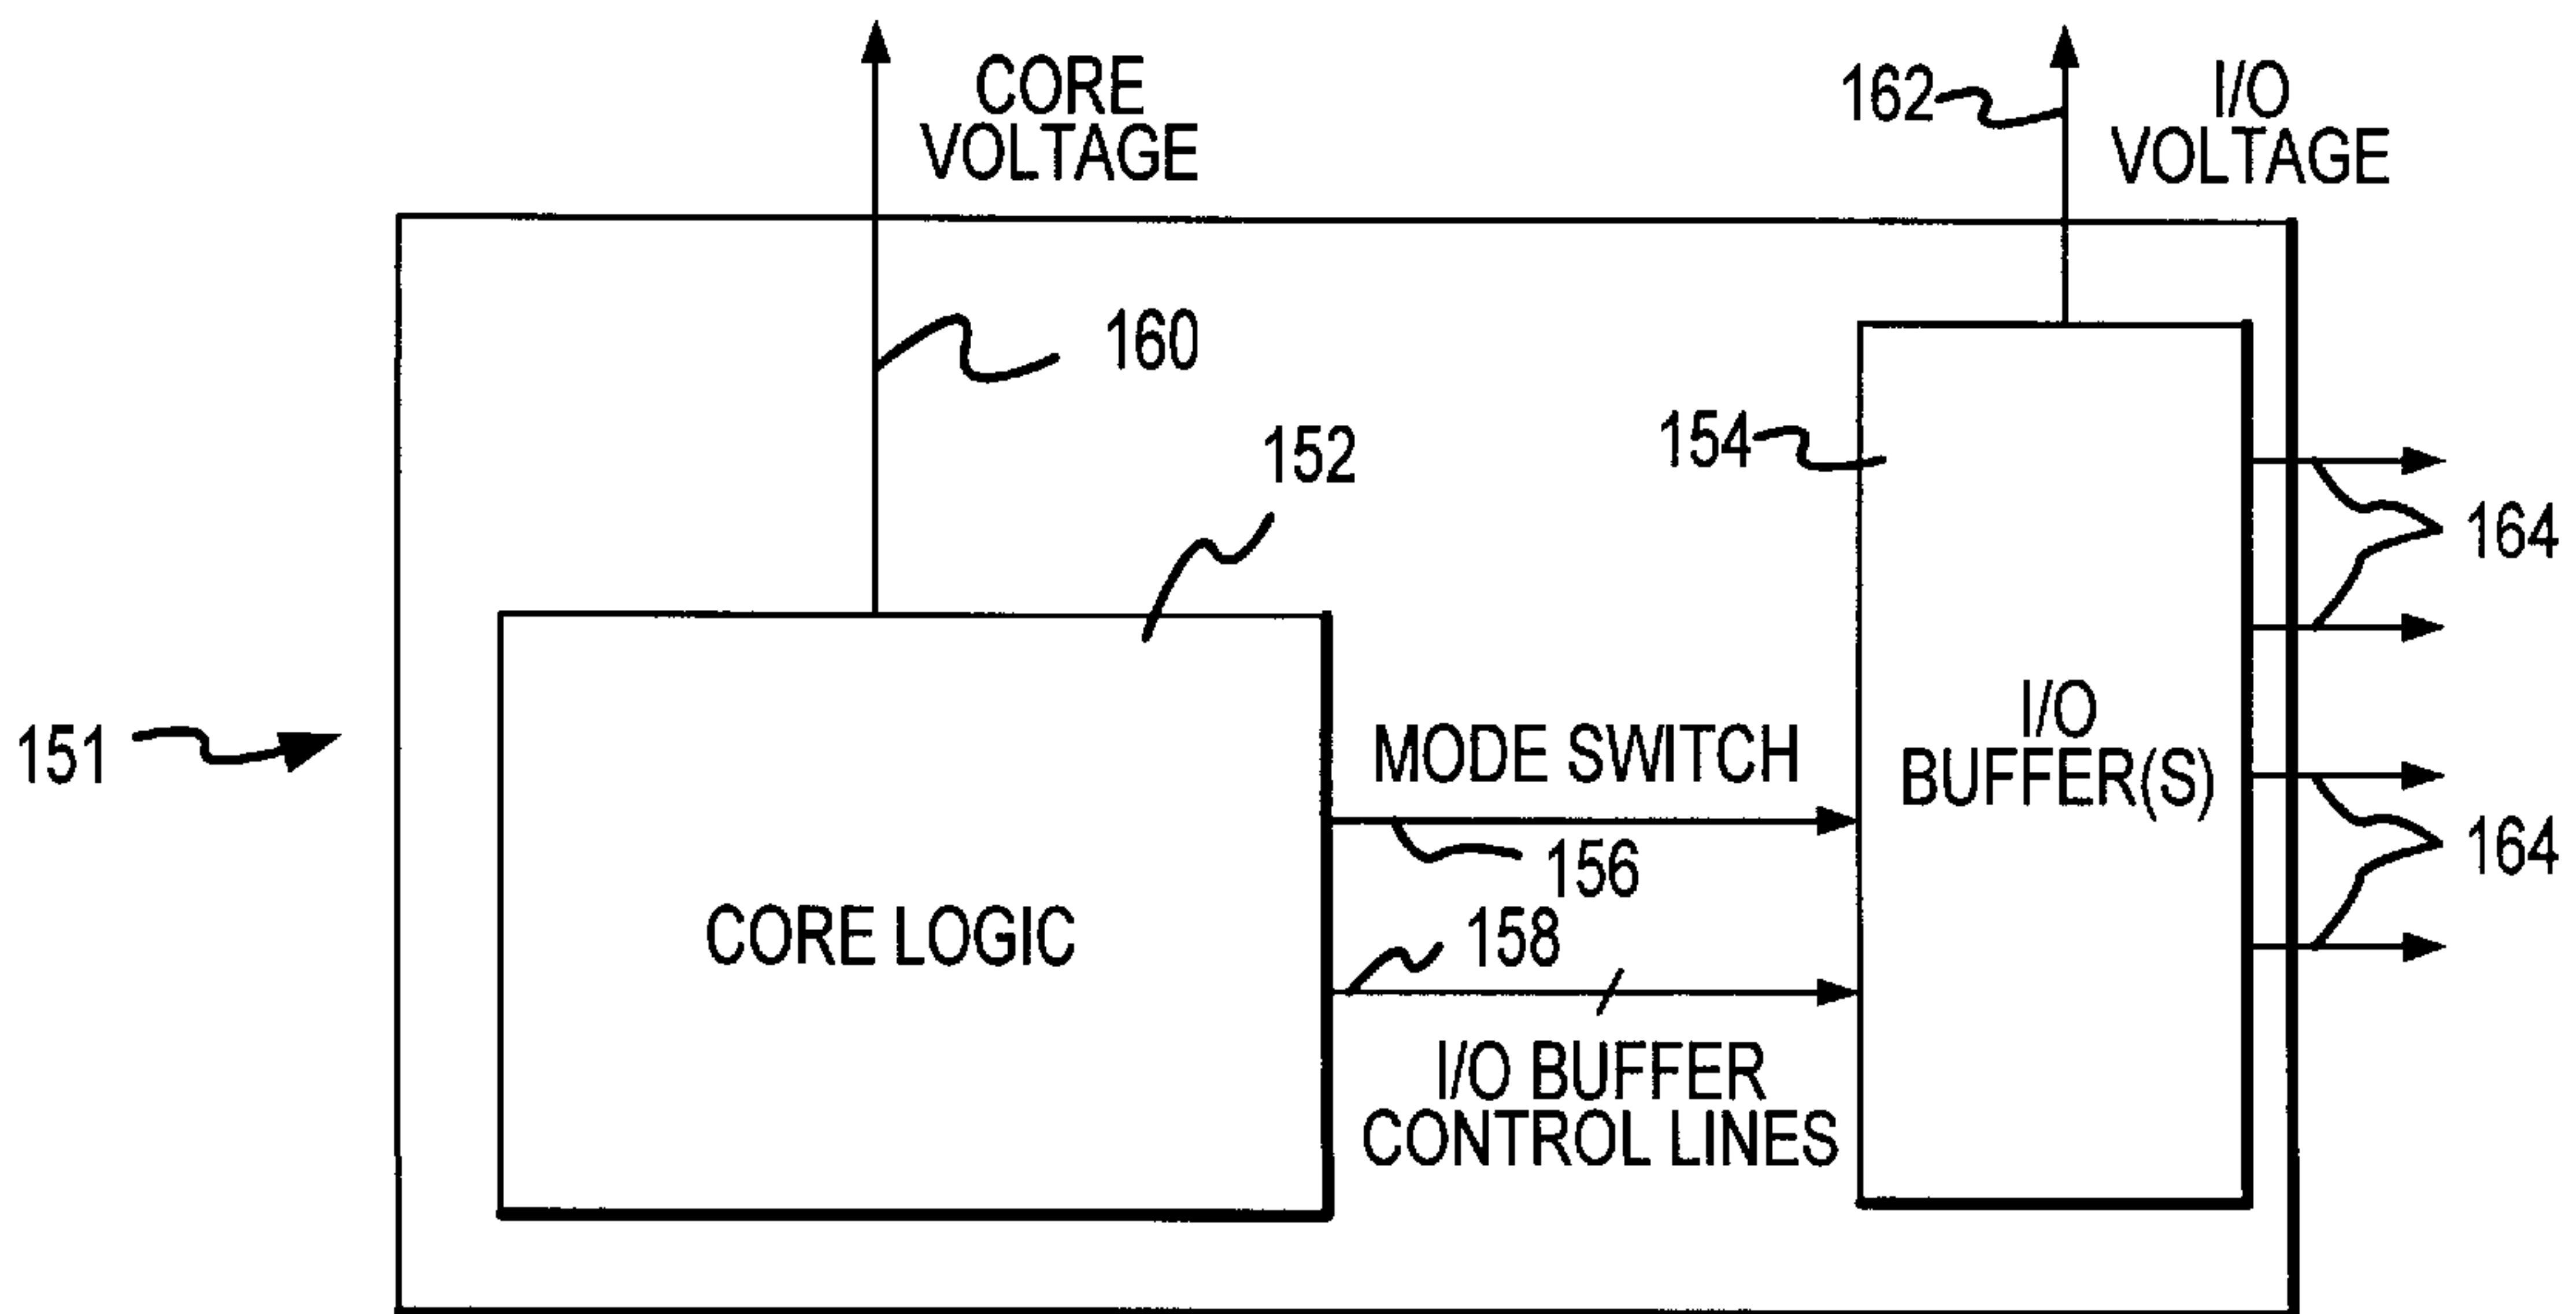 CORE
VOLTAGE
162
I/O
VOLTAGE
160
152
154
164
151
MODE SWITCH
I/O
BUFFER(S)
156
164
CORE LOGIC
158
I/O BUFFER
CONTROL LINES